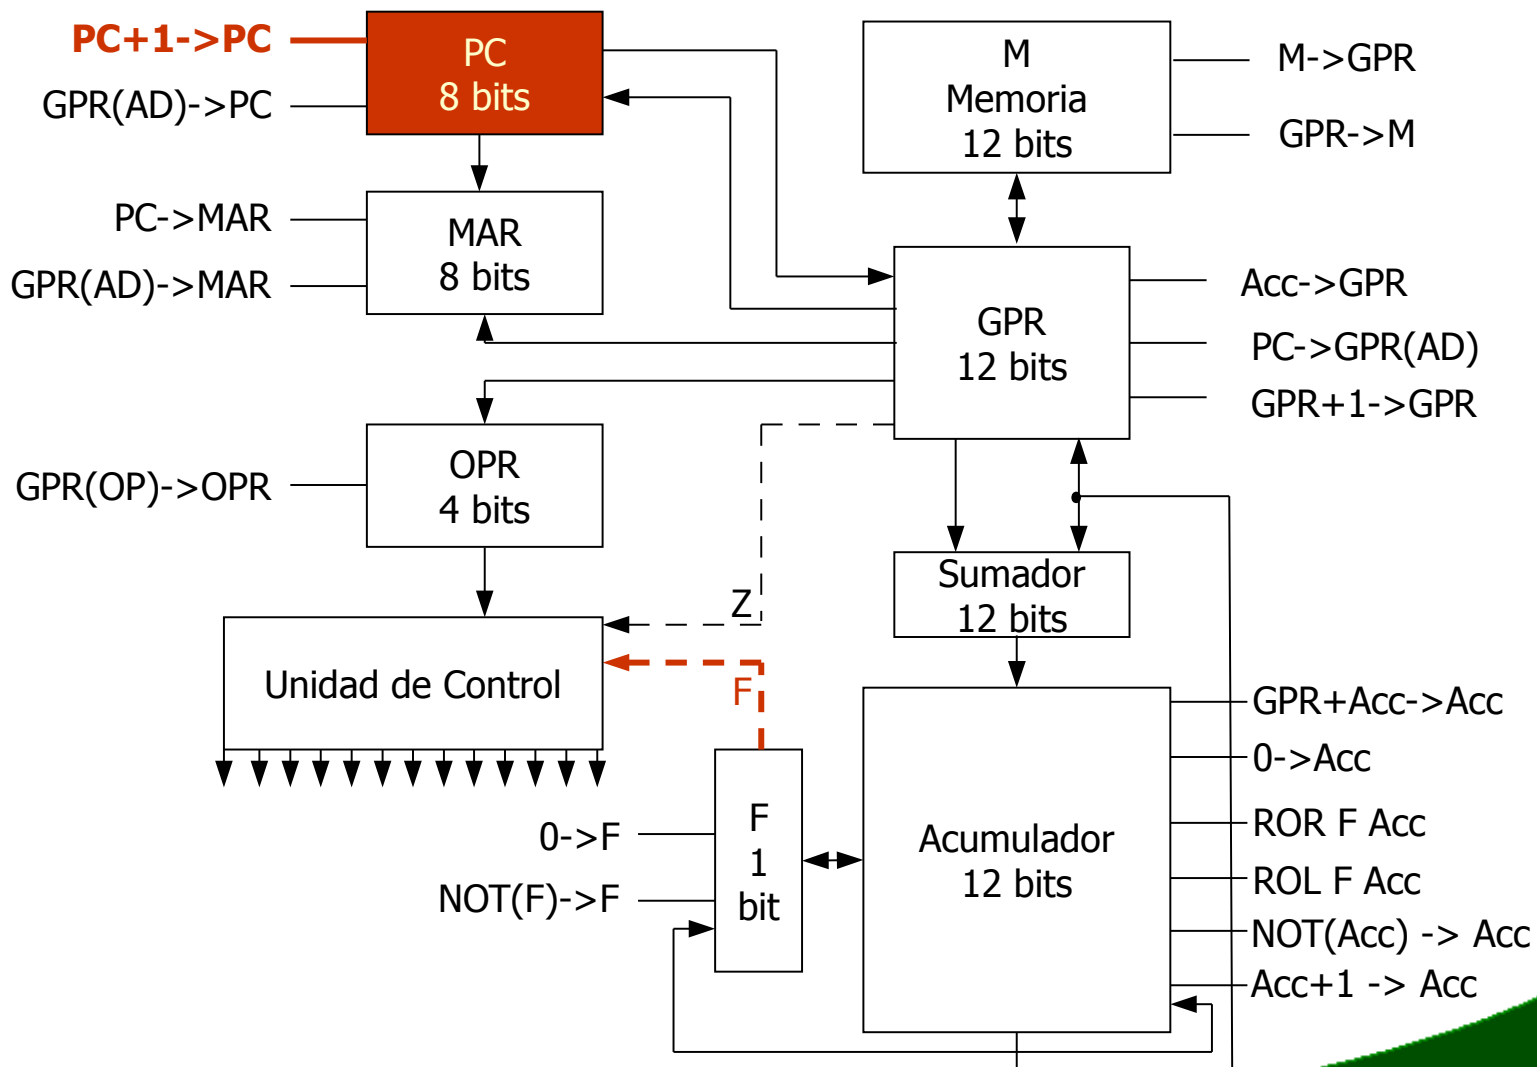 PC+1->PC
GPR(AD)->PC
PC
8 bits
M
Memoria
12 bits
M->GPR
GPR->M
PC->MAR
GPR(AD)->MAR
MAR
8 bits
GPR
12 bits
Acc->GPR
PC->GPR(AD)
GPR+1->GPR
GPR(OP)->OPR
OPR
4 bits
Sumador
12 bits
Z
Unidad de Control
F
0->F
NOT(F)->F
F
1
bit
Acumulador
12 bits
GPR+Acc->Acc
0->Acc
ROR F Acc
ROL F Acc
NOT(Acc) -> Acc
Acc+1 -> Acc